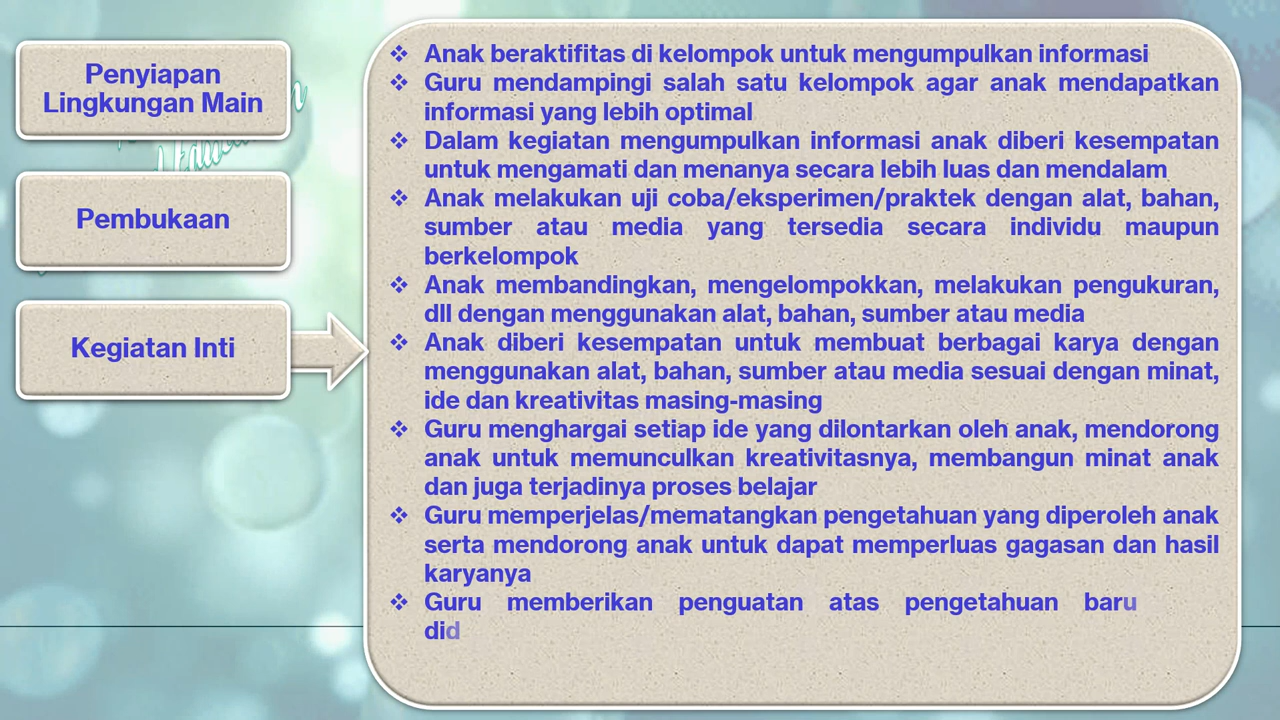 Penyiapan
Lingkungan Main
Pembukaan
Kegiatan Inti
❖ Anak beraktifitas di kelompok untuk mengumpulkan informasi
❖ Guru mendampingi salah satu kelompok agar anak mendapatkan
informasi yang lebih optimal
❖ Dalam kegiatan mengumpulkan informasi anak diberi kesempatan
untuk mengamati dan menanya secara lebih luas dan mendalam
❖ Anak melakukan uji coba/eksperimen/praktek dengan alat, bahan,
sumber atau media yang tersedia secara individu maupun
berkelompok
❖ Anak membandingkan, mengelompokkan, melakukan pengukuran,
dll dengan menggunakan alat, bahan, sumber atau media
❖ Anak diberi kesempatan untuk membuat berbagai karya dengan
menggunakan alat, bahan, sumber atau media sesuai dengan minat,
ide dan kreativitas masing-masing
❖ Guru menghargai setiap ide yang dilontarkan oleh anak, mendorong
anak untuk memunculkan kreativitasnya, membangun minat anak
dan juga terjadinya proses belajar
❖ Guru memperjelas/mematangkan pengetahuan yang diperoleh anak
serta mendorong anak untuk dapat memperluas gagasan dan hasil
karyanya
❖ Guru memberikan penguatan atas pengetahuan baru
did